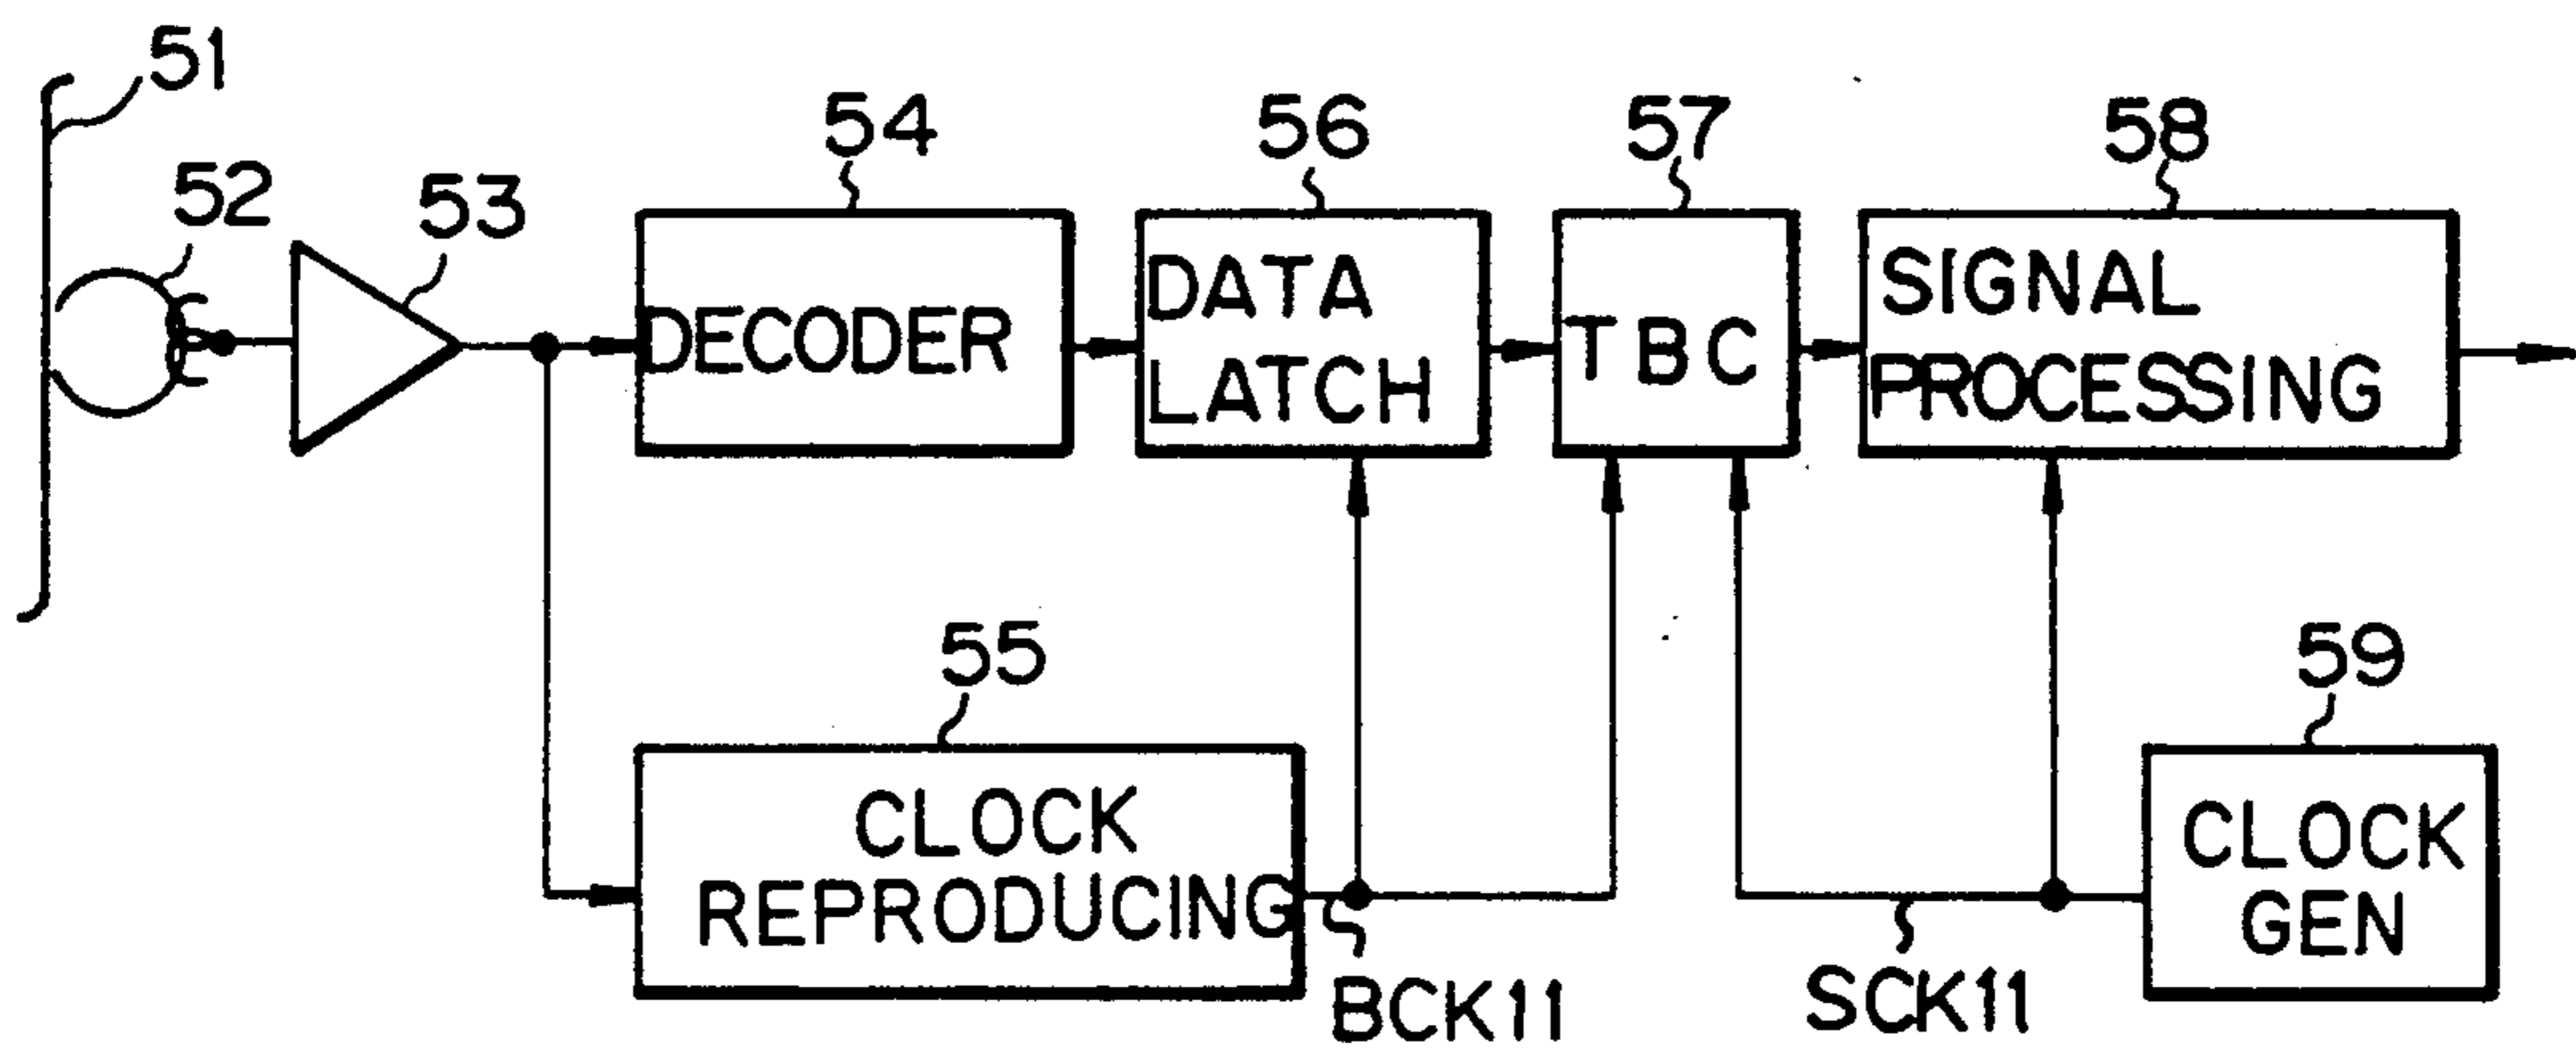 51
52
53
54
56
57
58
DECODER
DATA
LATCH
TBC
SIGNAL
PROCESSING
55
59
CLOCK
REPRODUCING
CLOCK
GEN
BCK11
SCK11